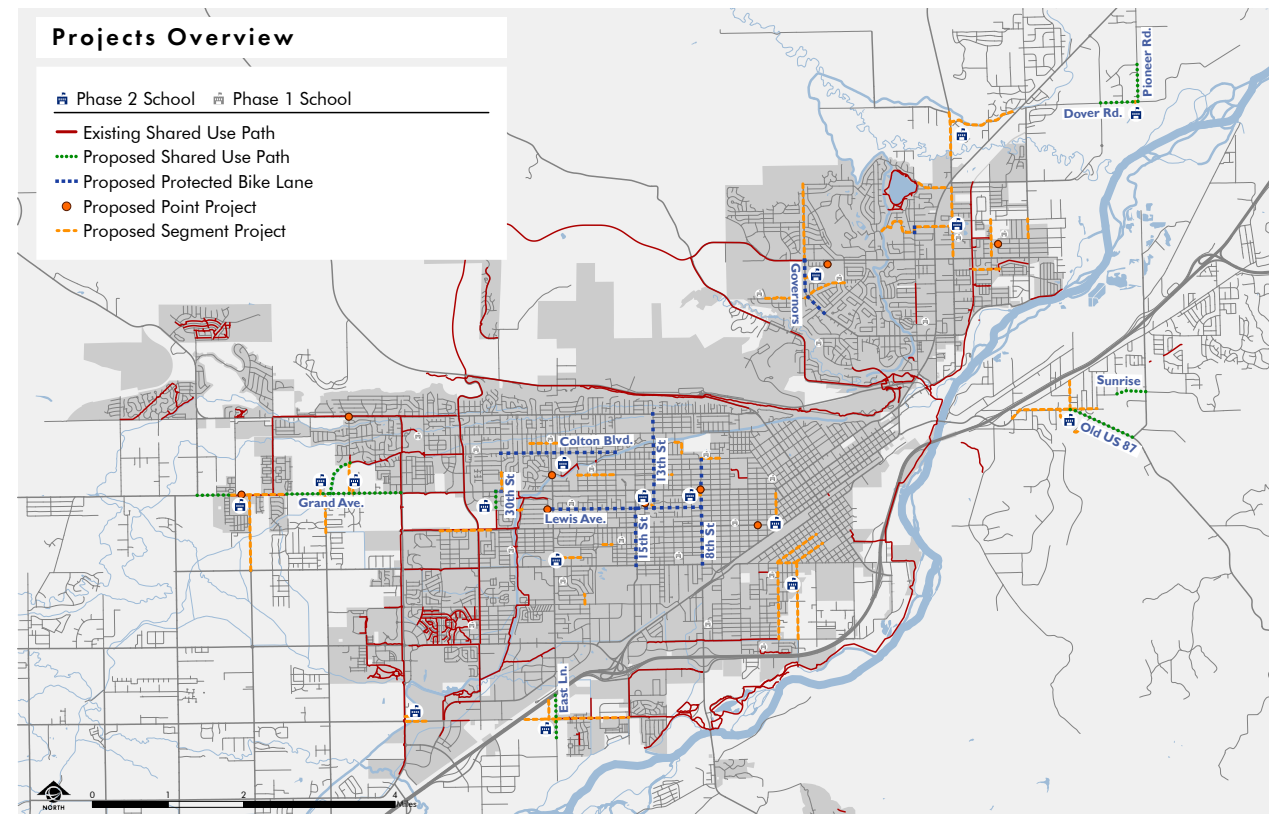 Projects Overview
Phase 2 School
Phase 1 School
Existing Shared Use Path
Proposed Shared Use Path
Proposed Protected Bike Lane
Proposed Point Project
Proposed Segment Project
Pioneer Rd.
Dover Rd.
Governors
Sunrise
Old US 87
Colton Blvd.
13th St
30th St
Grand Ave.
Lewis Ave.
15th St
8th St
East Ln.
NORTH
0 1 2 4
Miles